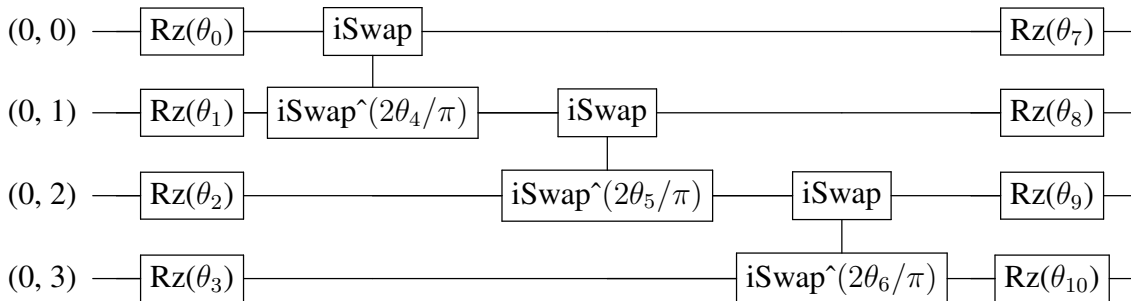 (0, 0) Rz(θ₀) iSwap Rz(θ₇)
(0, 1) Rz(θ₁) iSwap^(2θ₄/π) iSwap Rz(θ₈)
(0, 2) Rz(θ₂) iSwap^(2θ₅/π) iSwap Rz(θ₉)
(0, 3) Rz(θ₃) iSwap^(2θ₆/π) Rz(θ₁₀)